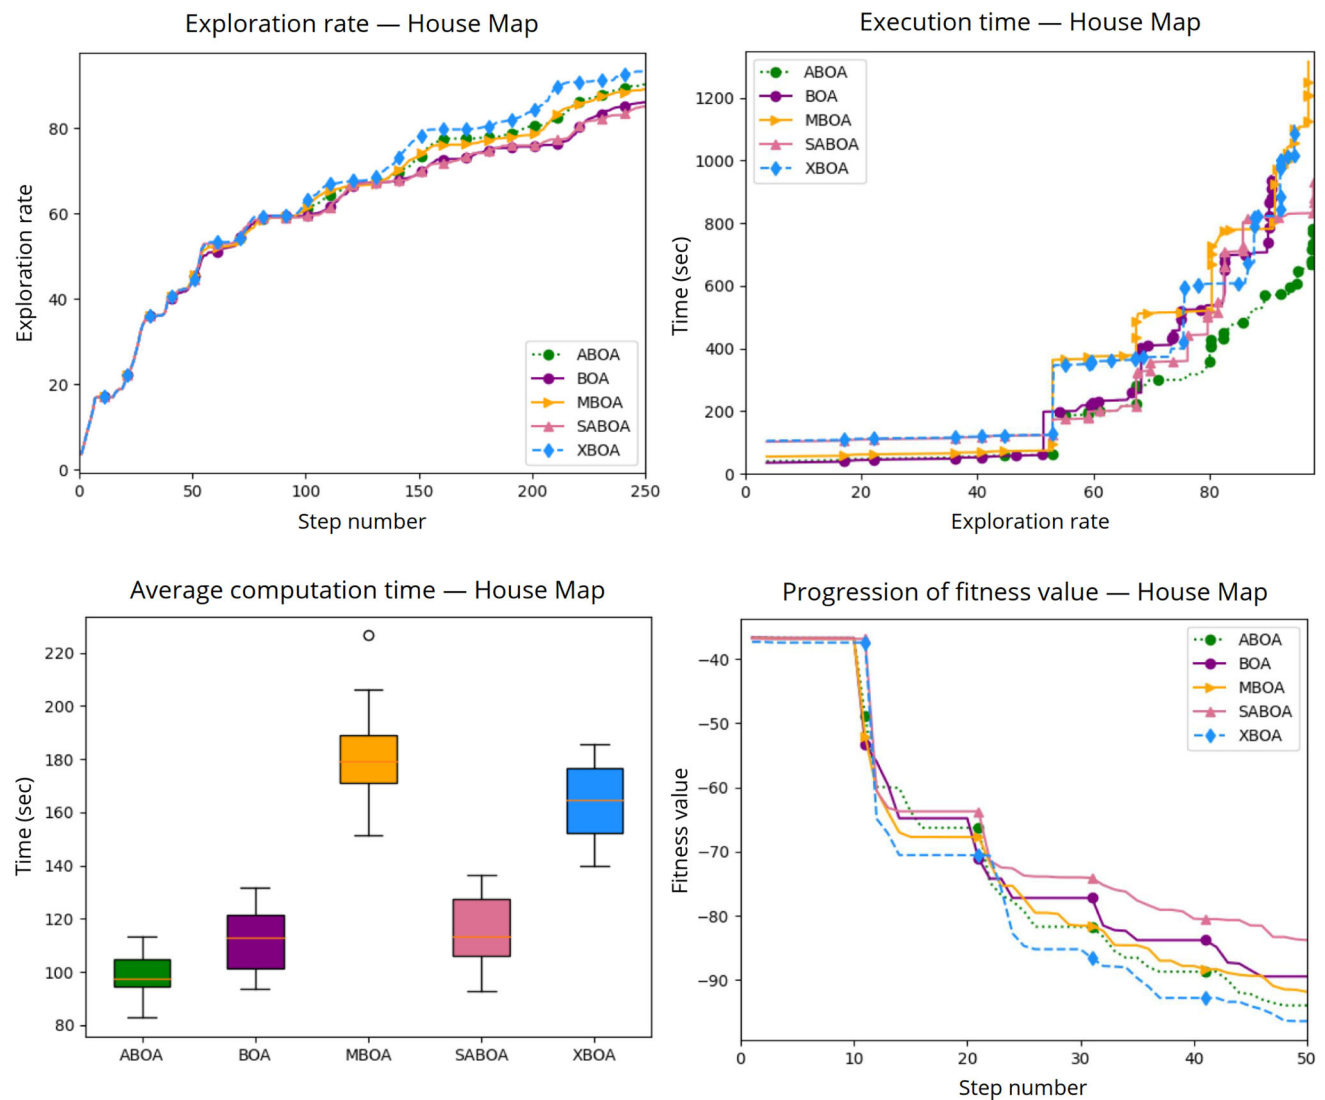 Exploration rate — House Map
Exploration rate
80
60
40
20
0
0 50 100 150 200 250
Step number
ABOA
BOA
MBOA
SABOA
XBOA
Execution time — House Map
Time (sec)
1200
1000
800
600
400
200
0
0 20 40 60 80
Exploration rate
ABOA
BOA
MBOA
SABOA
XBOA
Average computation time — House Map
Time (sec)
220
200
180
160
140
120
100
80
ABOA BOA MBOA SABOA XBOA
Progression of fitness value — House Map
Fitness value
−40
−50
−60
−70
−80
−90
0 10 20 30 40 50
Step number
ABOA
BOA
MBOA
SABOA
XBOA